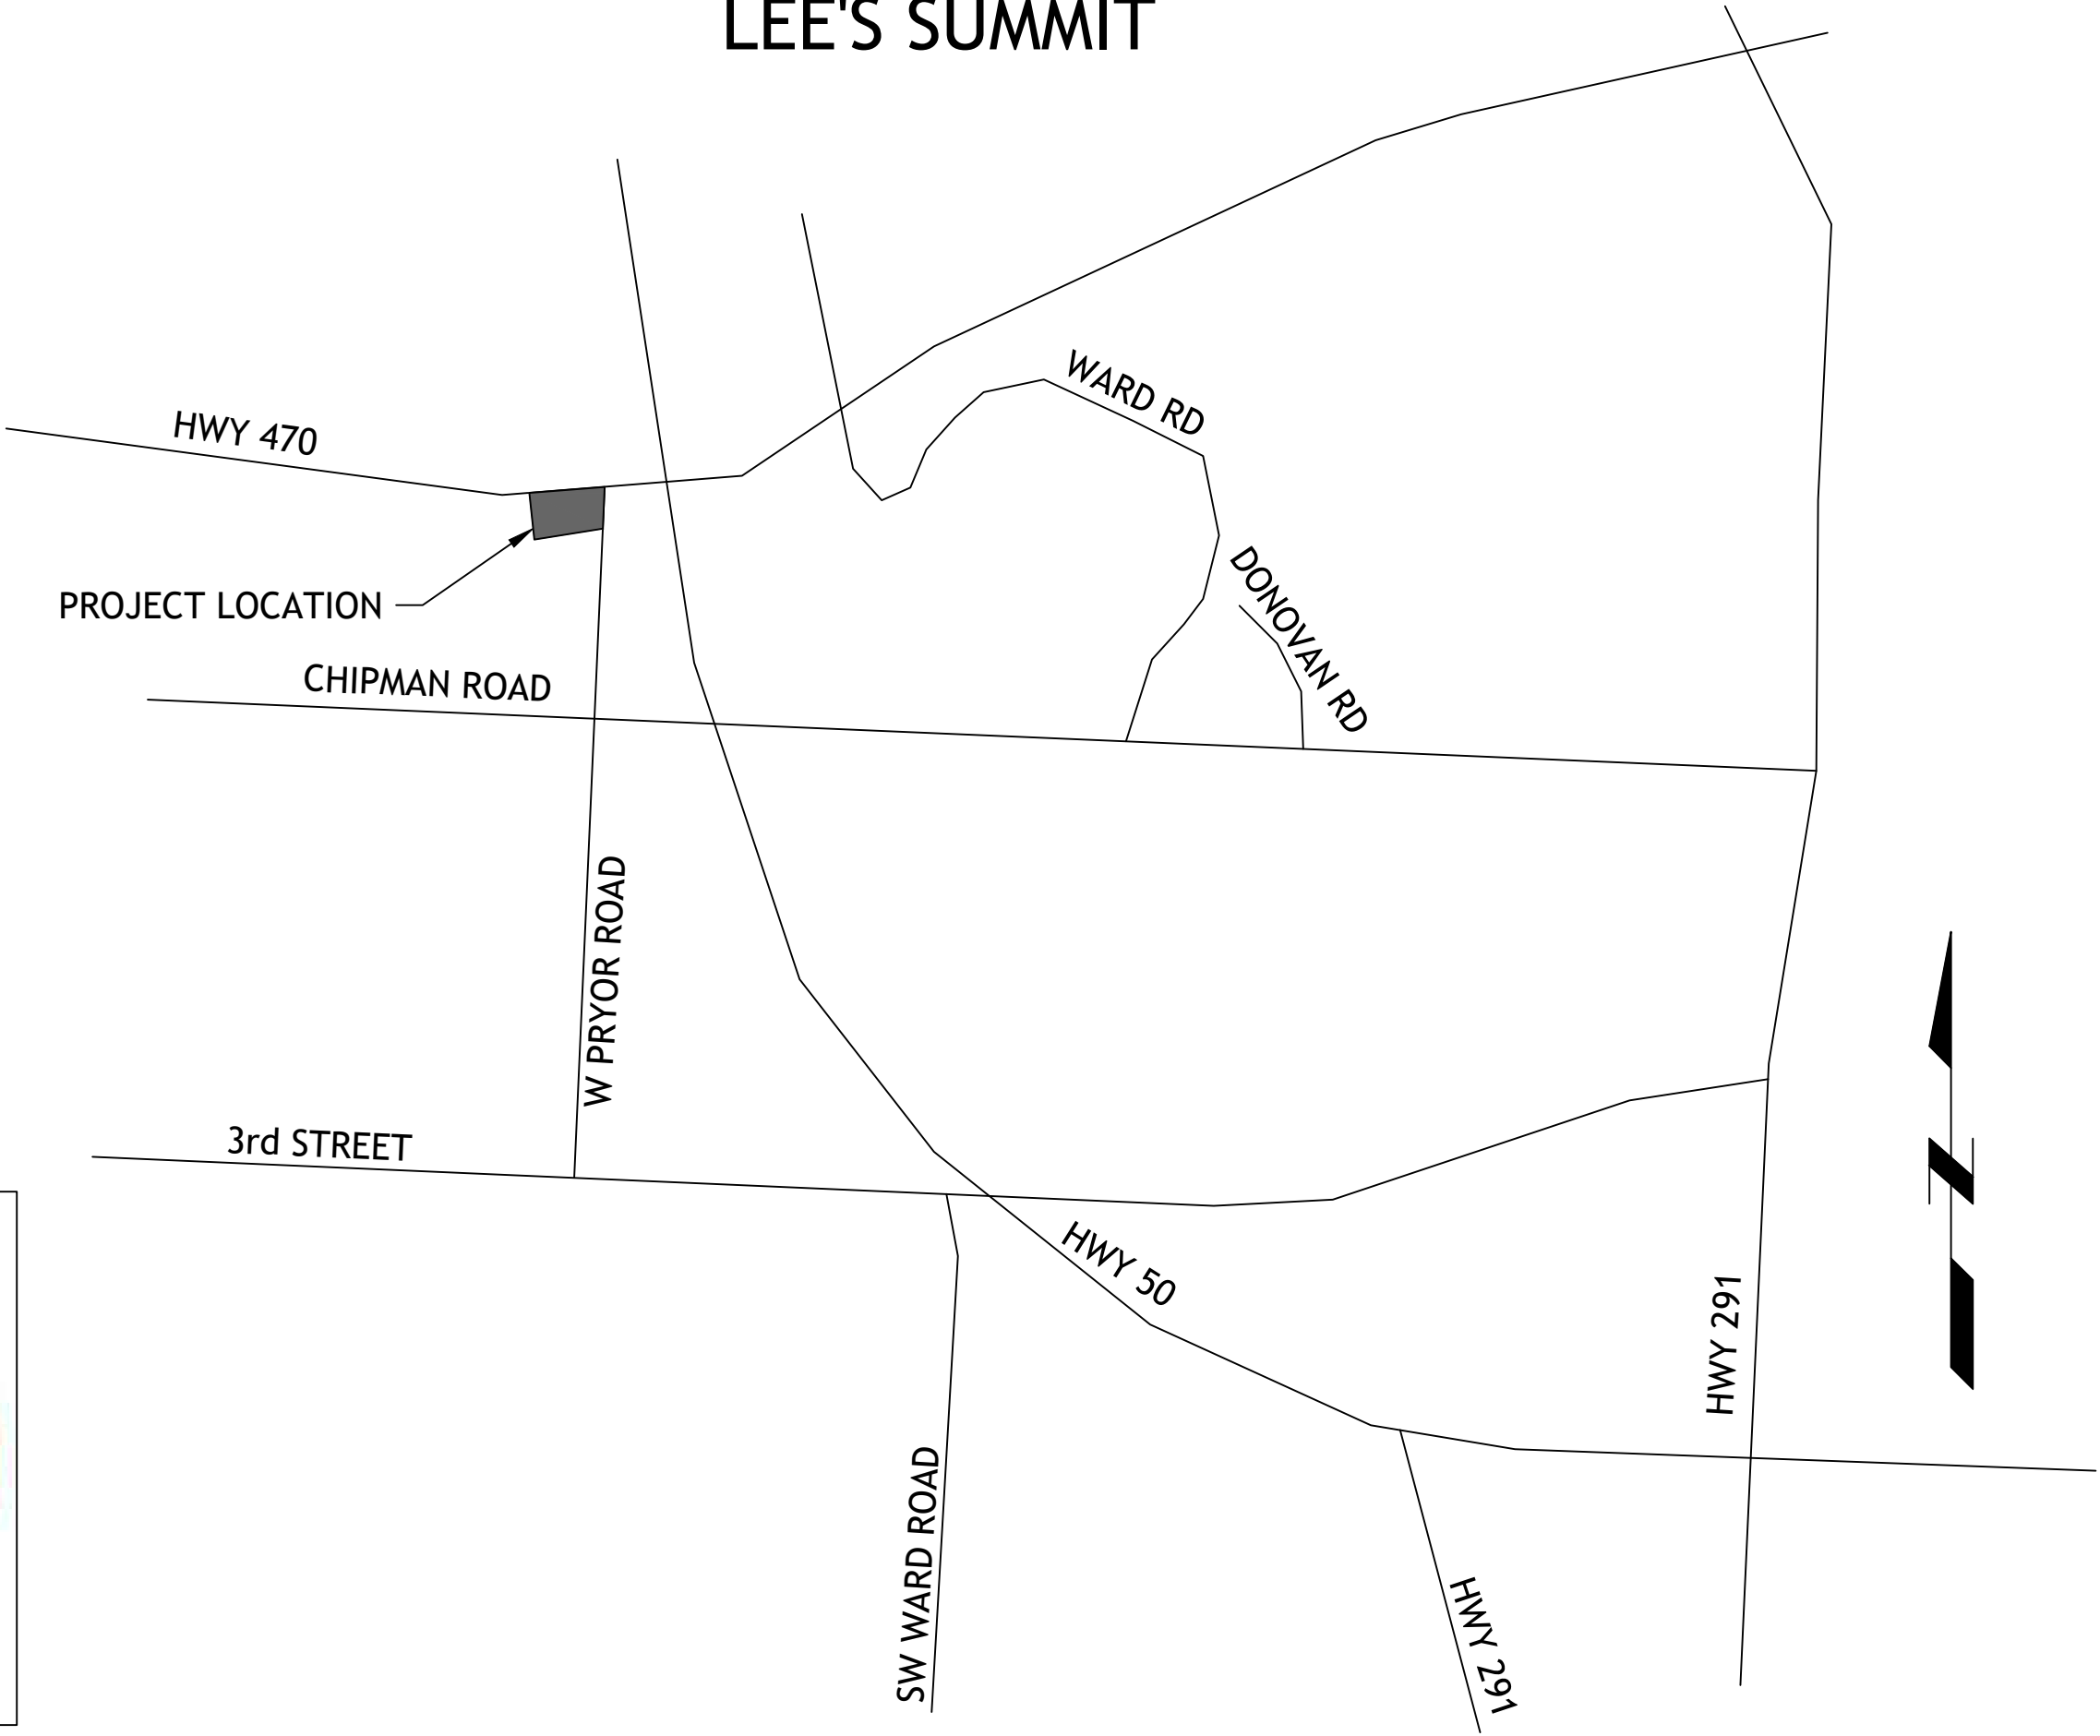 LEE'S SUMMIT
WARD RD
HWY 470
DONOVAN RD
PROJECT LOCATION
CHIPMAN ROAD
W PRYOR ROAD
3rd STREET
HWY 50
HWY 291
N
SW WARD ROAD
HWY 291